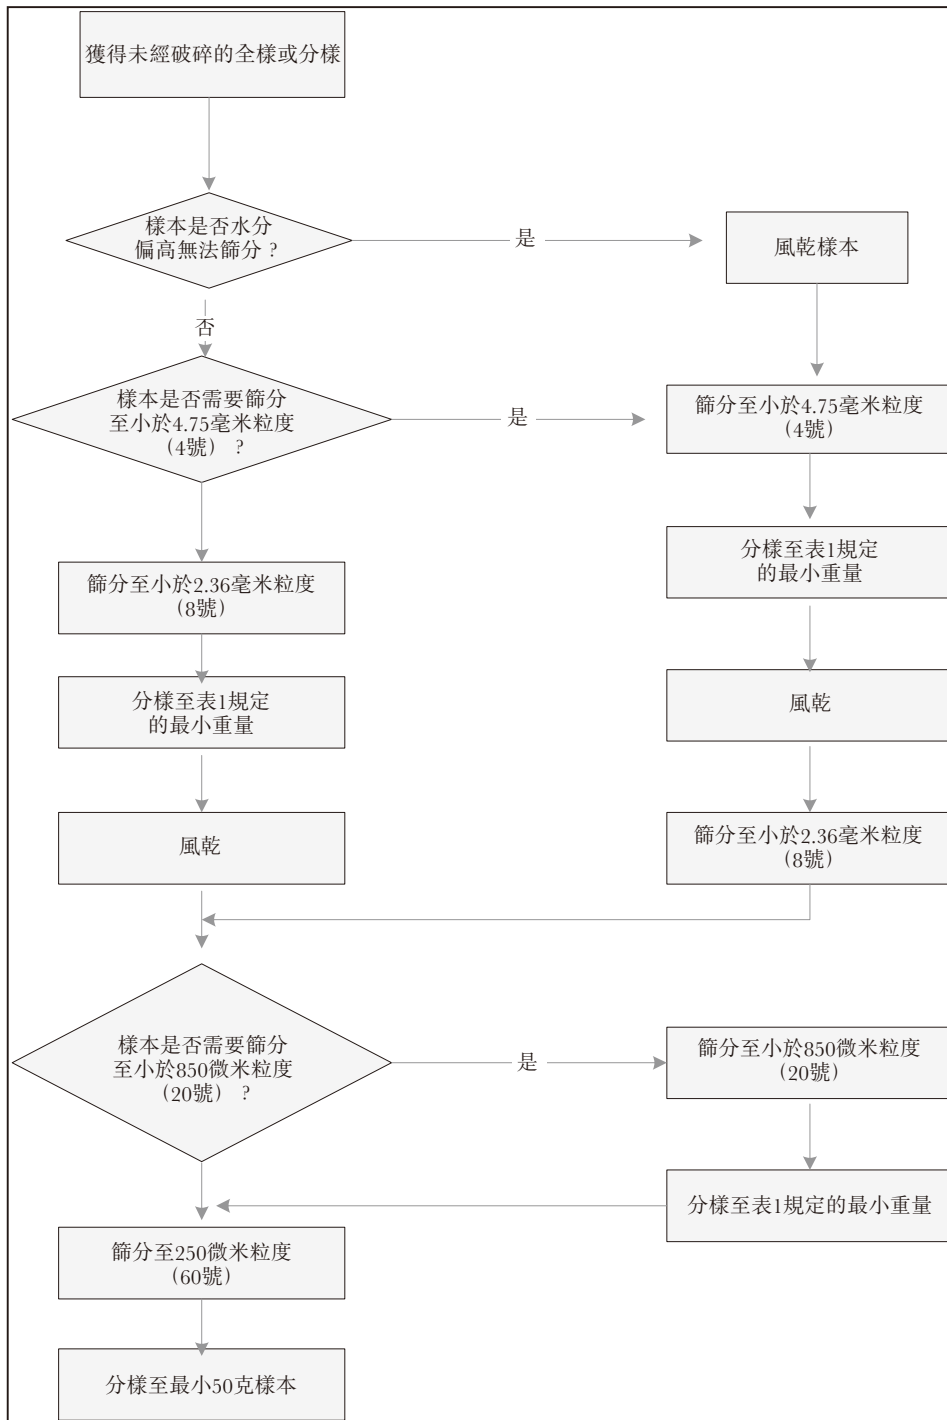 獲得未經破碎的全樣或分樣
樣本是否水分
偏高無法篩分？
是
風乾樣本
否
樣本是否需要篩分
至小於4.75毫米粒度
（4號）？
是
篩分至小於4.75毫米粒度
（4號）
分樣至表1規定
的最小重量
篩分至小於2.36毫米粒度
（8號）
分樣至表1規定
的最小重量
風乾
風乾
篩分至小於2.36毫米粒度
（8號）
樣本是否需要篩分
至小於850微米粒度
（20號）？
是
篩分至小於850微米粒度
（20號）
分樣至表1規定的最小重量
篩分至250微米粒度
（60號）
分樣至最小50克樣本